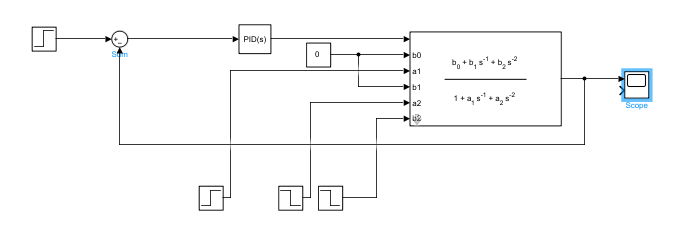 +
−
Sum
PID(s)
0
b0
a1
b1
a2
b₀ + b₁ s⁻¹ + b₂ s⁻²
1 + a₁ s⁻¹ + a₂ s⁻²
Scope